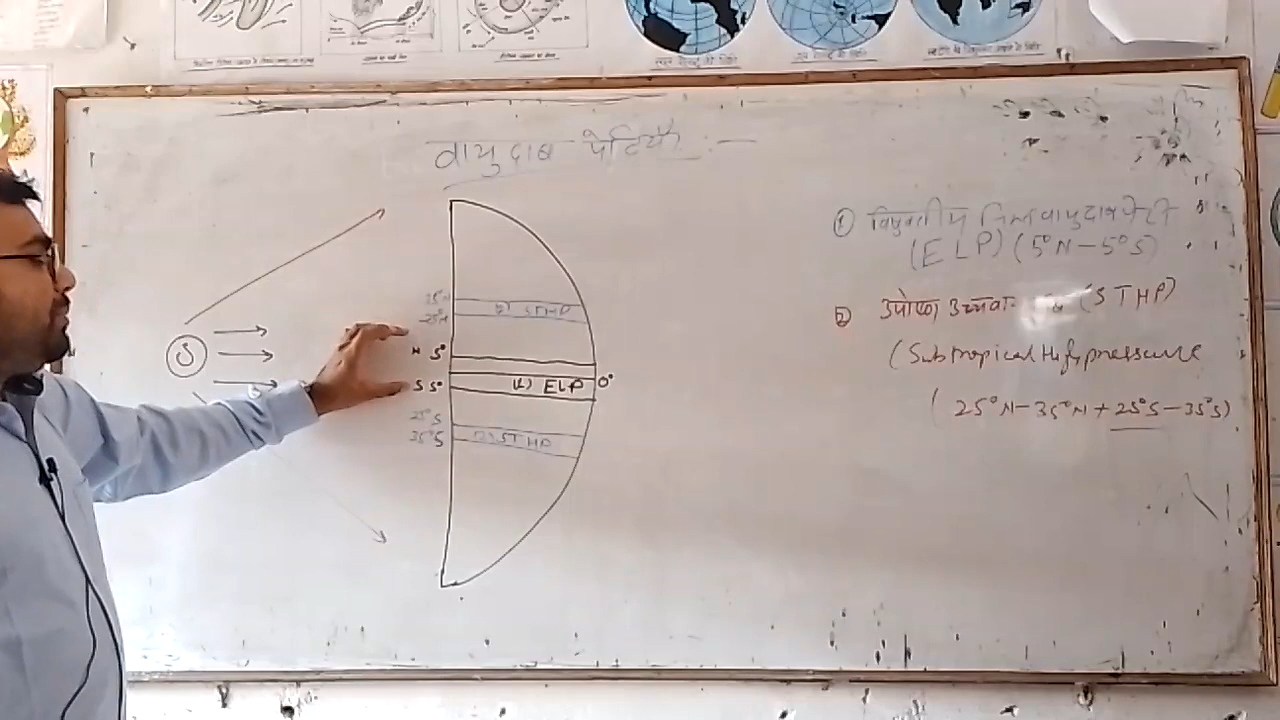 वायुदाब पेटियाँ :-
① विषुवतीय निम्न वायुदाब पेटी
(ELP) (5°N-5°S)
② उपोष्ण उच्चवा (STHP)
(Subtropical High pressure
(25°N-35°N+25°S-35°S)
S
35°N
25°N
2) STHP
N 5°
S 5°
(1) ELP 0°
25°S
35°S
2) STHP